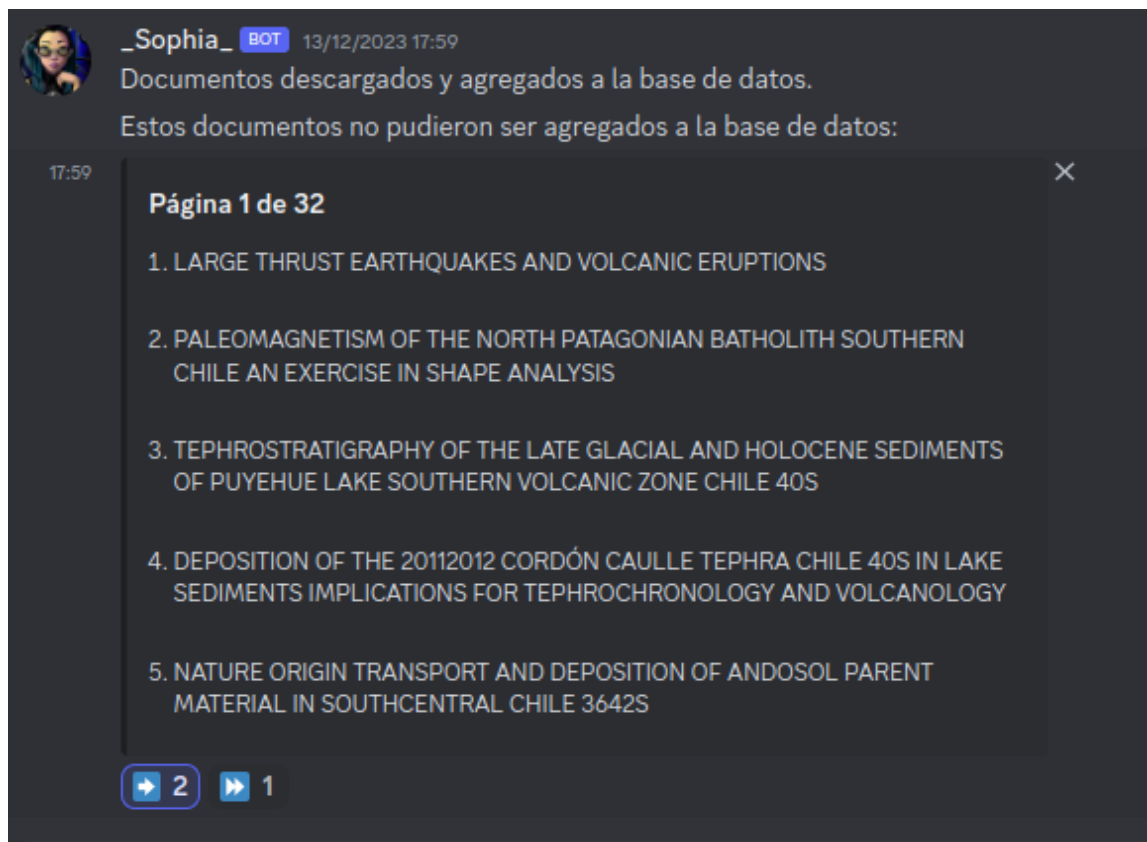 _Sophia_ BOT 13/12/2023 17:59
Documentos descargados y agregados a la base de datos.
Estos documentos no pudieron ser agregados a la base de datos:
17:59
Página 1 de 32
1. LARGE THRUST EARTHQUAKES AND VOLCANIC ERUPTIONS
2. PALEOMAGNETISM OF THE NORTH PATAGONIAN BATHOLITH SOUTHERN
CHILE AN EXERCISE IN SHAPE ANALYSIS
3. TEPHROSTRATIGRAPHY OF THE LATE GLACIAL AND HOLOCENE SEDIMENTS
OF PUYEHUE LAKE SOUTHERN VOLCANIC ZONE CHILE 40S
4. DEPOSITION OF THE 20112012 CORDÓN CAULLE TEPHRA CHILE 40S IN LAKE
SEDIMENTS IMPLICATIONS FOR TEPHROCHRONOLOGY AND VOLCANOLOGY
5. NATURE ORIGIN TRANSPORT AND DEPOSITION OF ANDOSOL PARENT
MATERIAL IN SOUTHCENTRAL CHILE 3642S
2 1